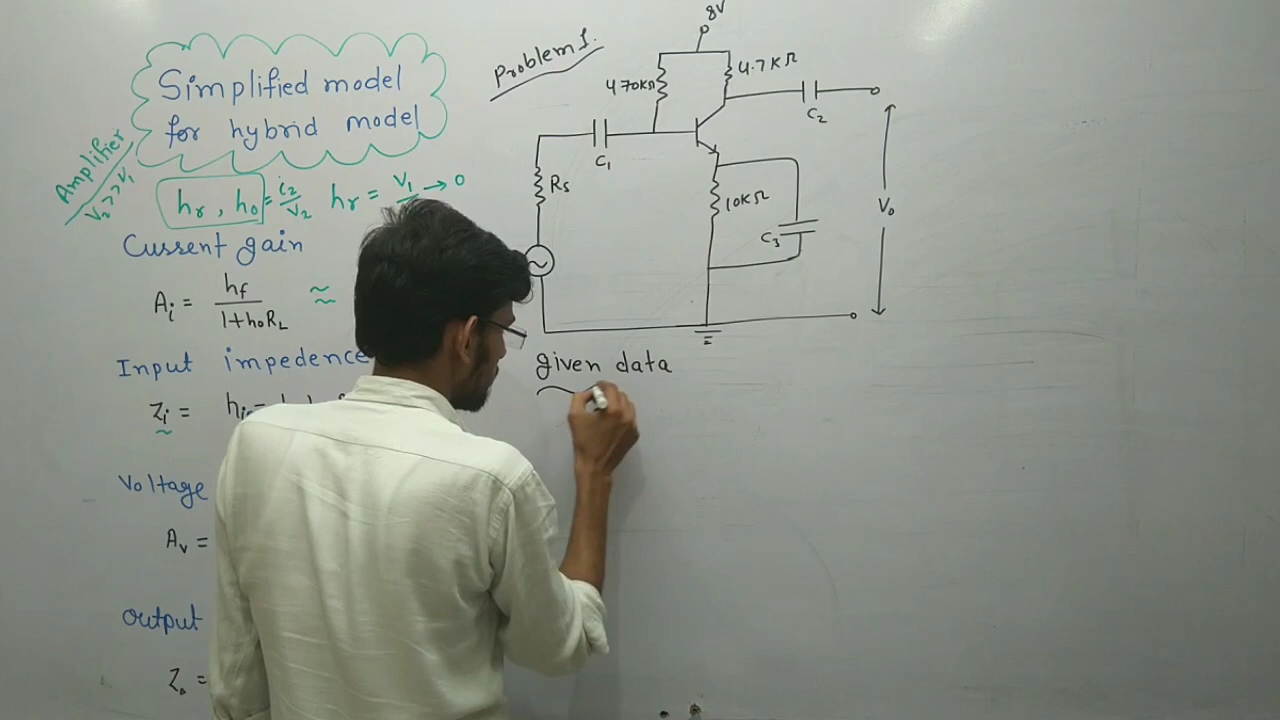 Simplified model
for hybrid model
Amplifier
V₂>>V₁
hr, ho = i₂/V₂ hr = V₁/ → 0
Current gain
Ai = hf/1+hoRL ≈
Input impedence
Zi =
Voltage
Av =
Output
Zo =
Problem 1.
8V
470KΩ
4.7KΩ
C₁
C₂
Rs
10KΩ
C₃
Vo
given data